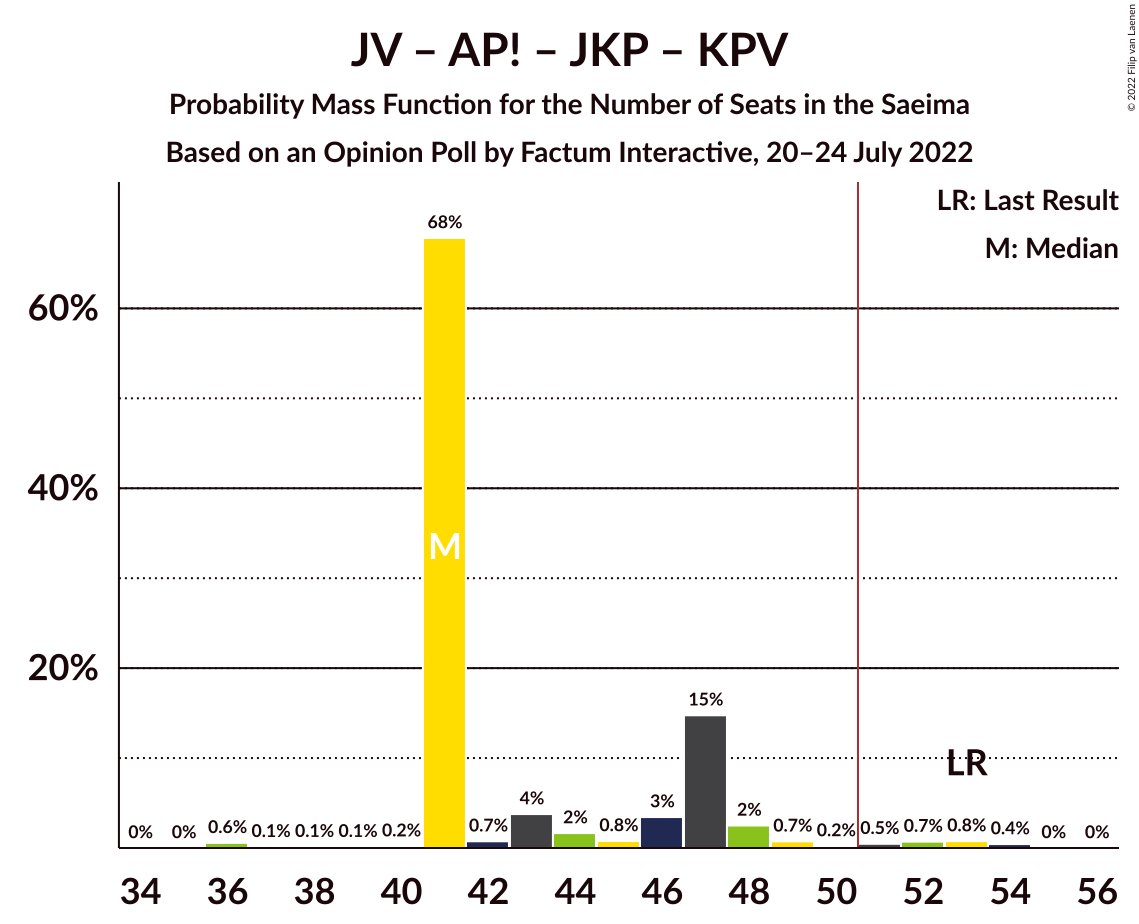 JV – AP! – JKP – KPV
Probability Mass Function for the Number of Seats in the Saeima
Based on an Opinion Poll by Factum Interactive, 20–24 July 2022
© 2022 Filip van Laenen
LR: Last Result
M: Median
68%
60%
M
40%
20%
15%
LR
0% 0% 0.6% 0.1% 0.1% 0.1% 0.2% 0.7% 4% 2% 0.8% 3% 2% 0.7% 0.2% 0.5% 0.7% 0.8% 0.4% 0% 0%
34 36 38 40 42 44 46 48 50 52 54 56